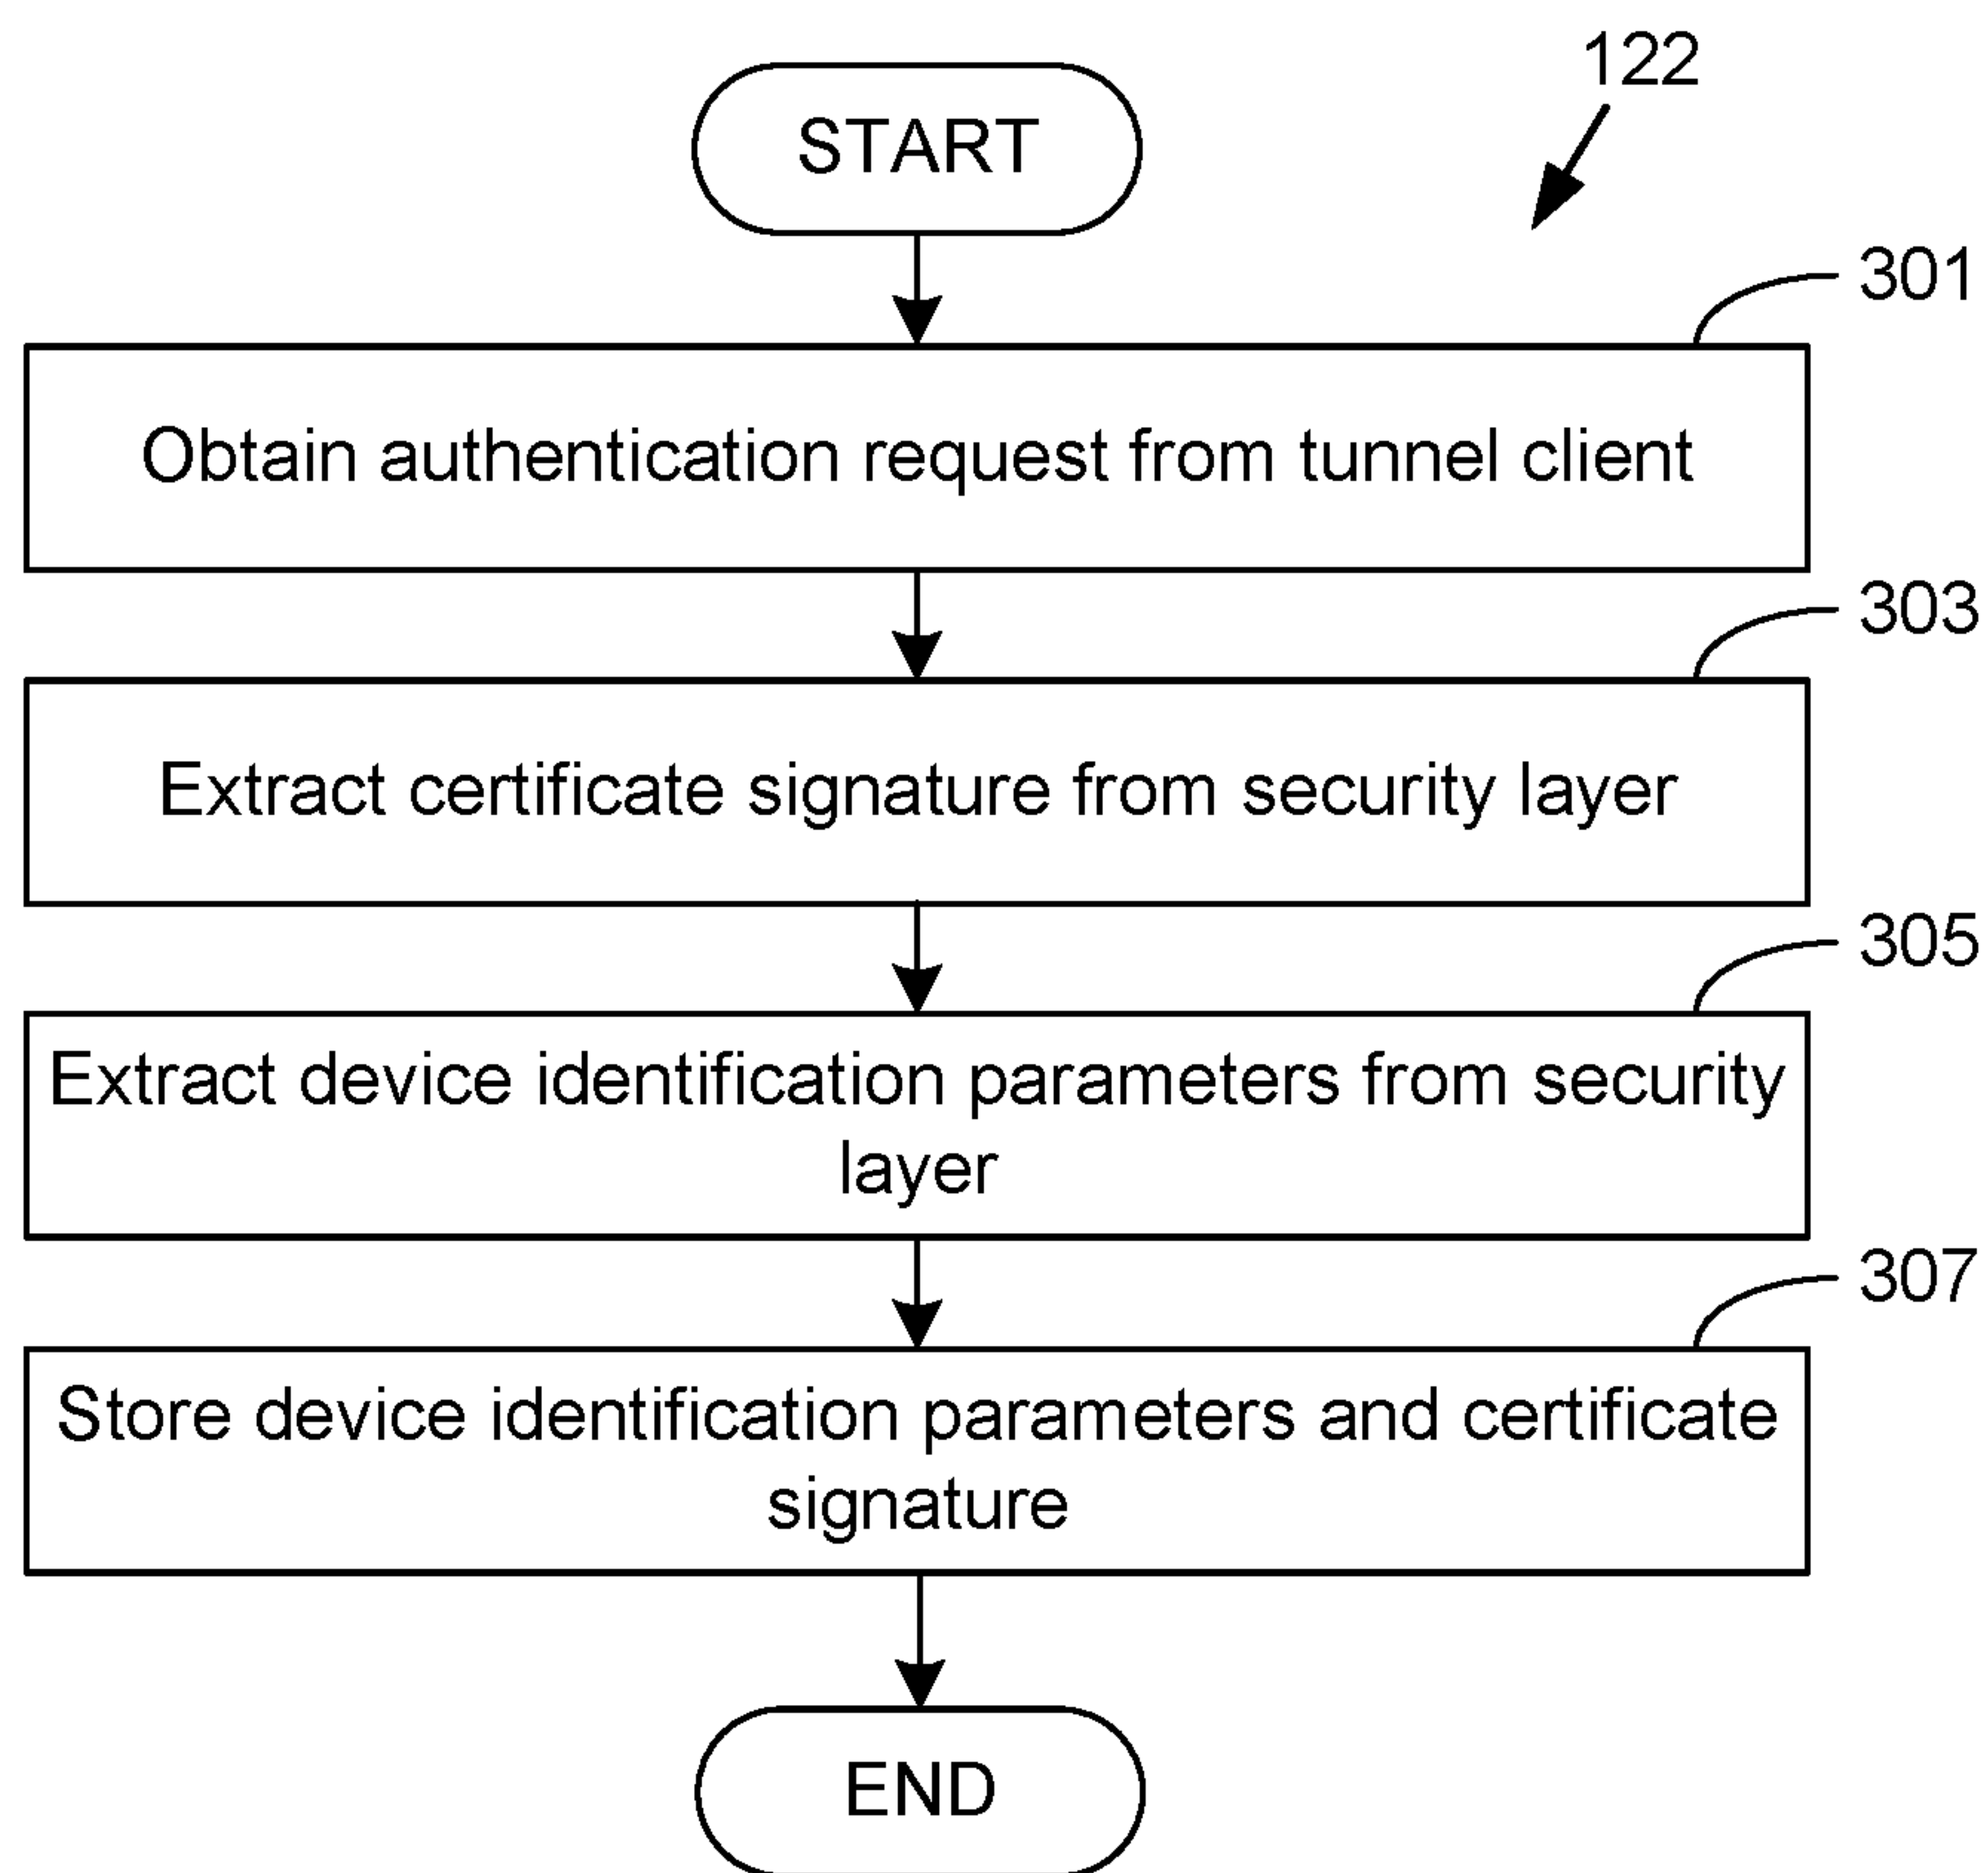 122
START
301
Obtain authentication request from tunnel client
303
Extract certificate signature from security layer
305
Extract device identification parameters from security
layer
307
Store device identification parameters and certificate
signature
END